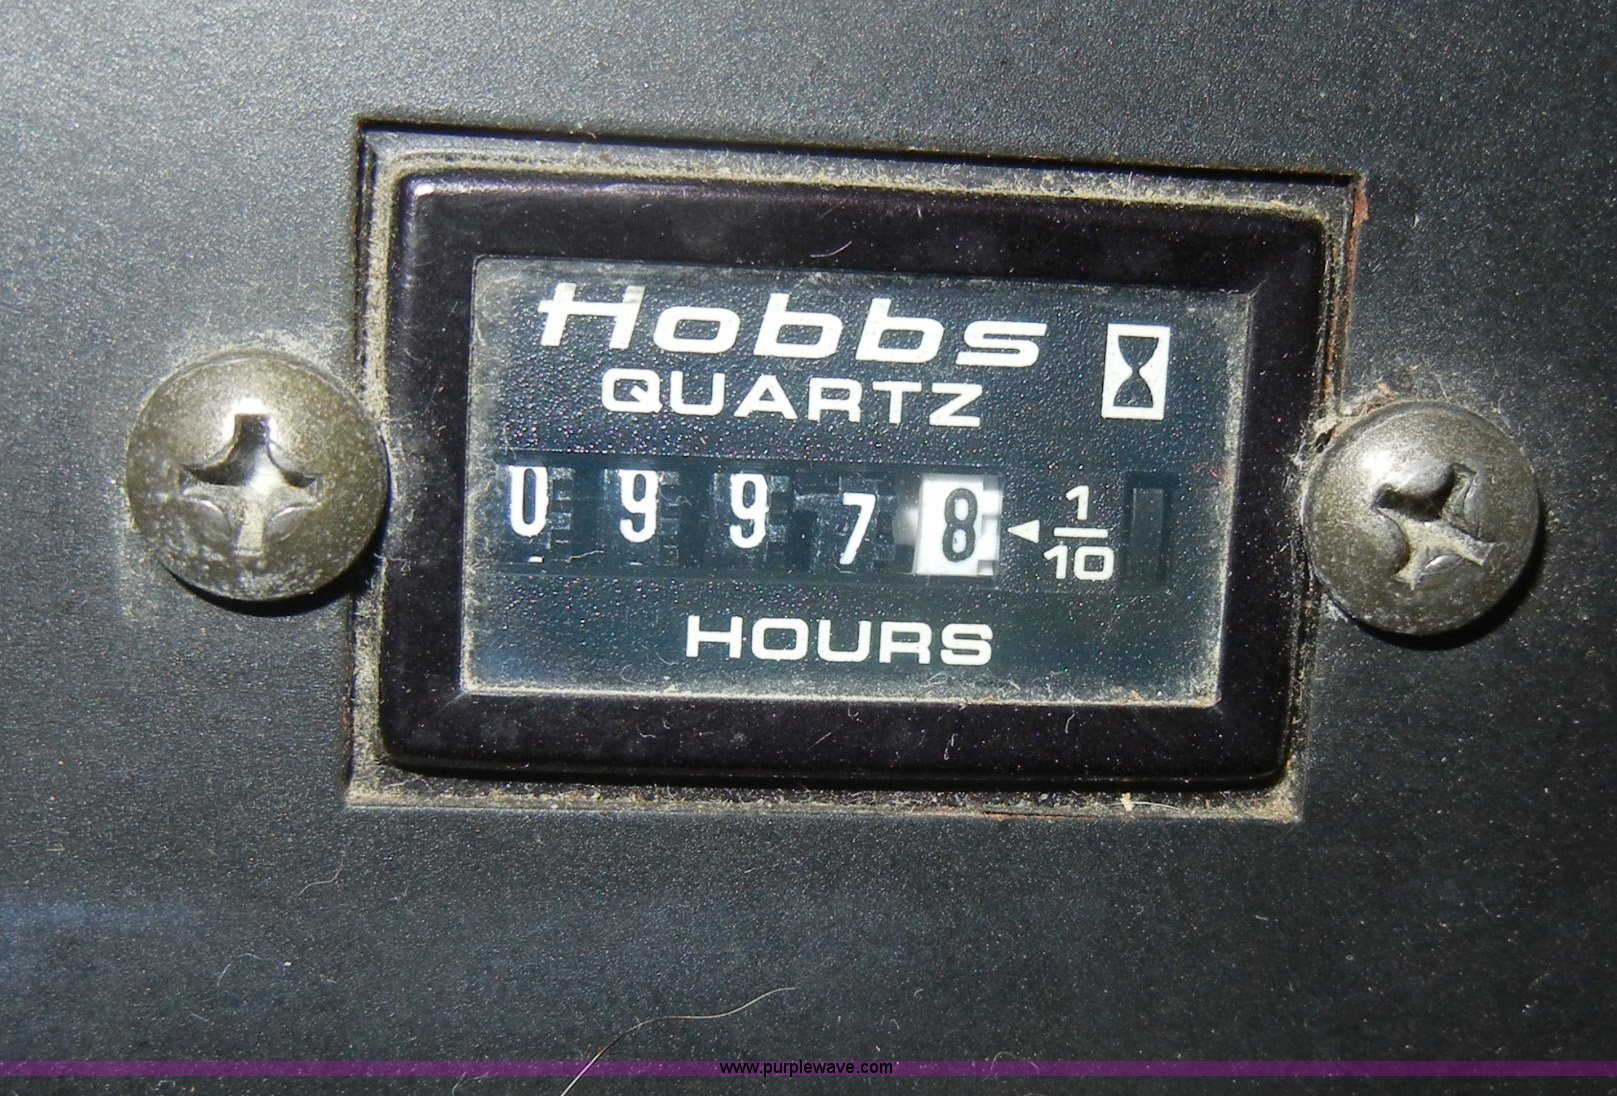 Hobbs
QUARTZ
0 9 9 7 8 1/10
HOURS
www.purplewave.com